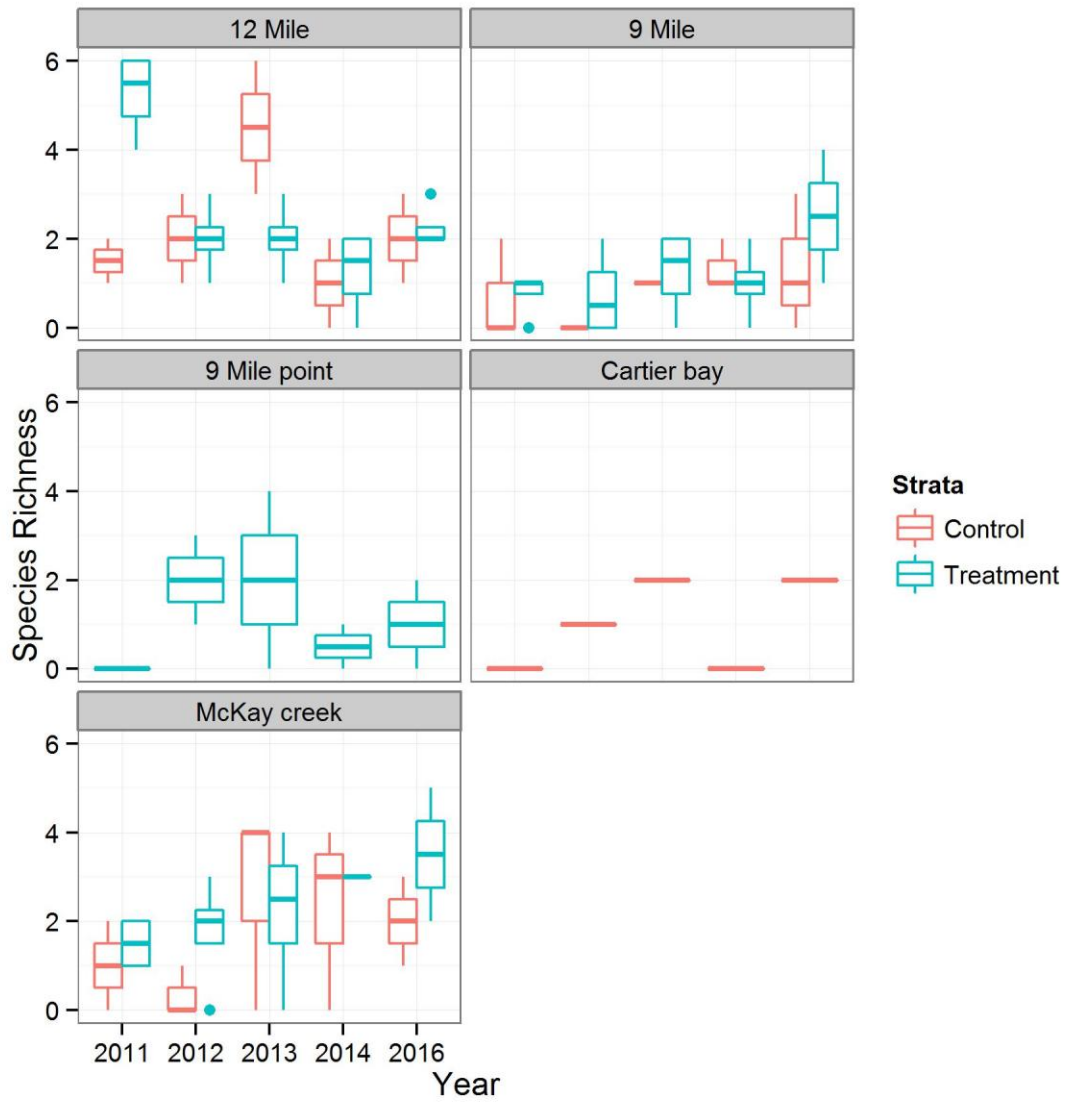 12 Mile
9 Mile
6
4
2
0
9 Mile point
Cartier bay
6
4
2
0
Species Richness
Strata
Control
Treatment
McKay creek
6
4
2
0
2011 2012 2013 2014 2016
Year